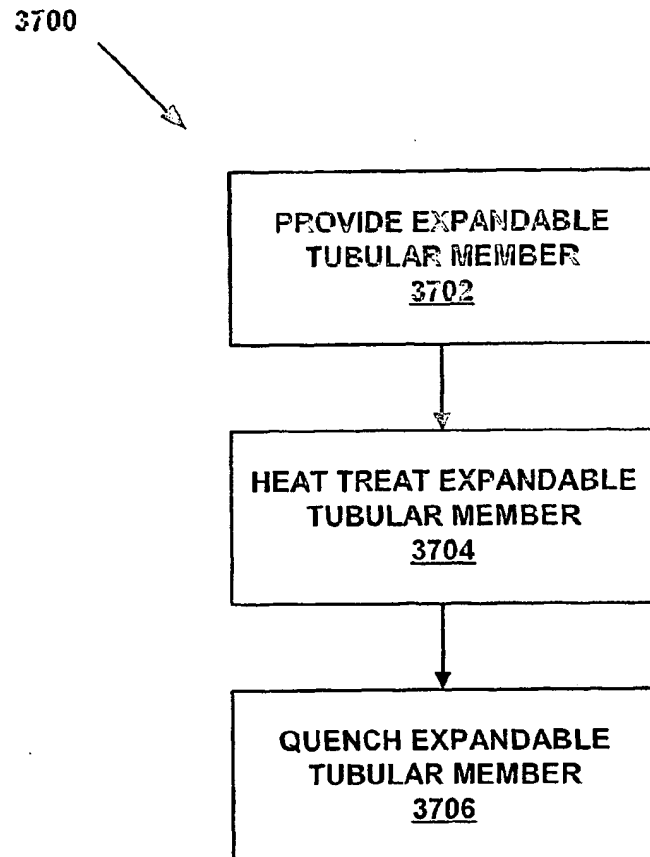 3700
PROVIDE EXPANDABLE
TUBULAR MEMBER
3702
HEAT TREAT EXPANDABLE
TUBULAR MEMBER
3704
QUENCH EXPANDABLE
TUBULAR MEMBER
3706